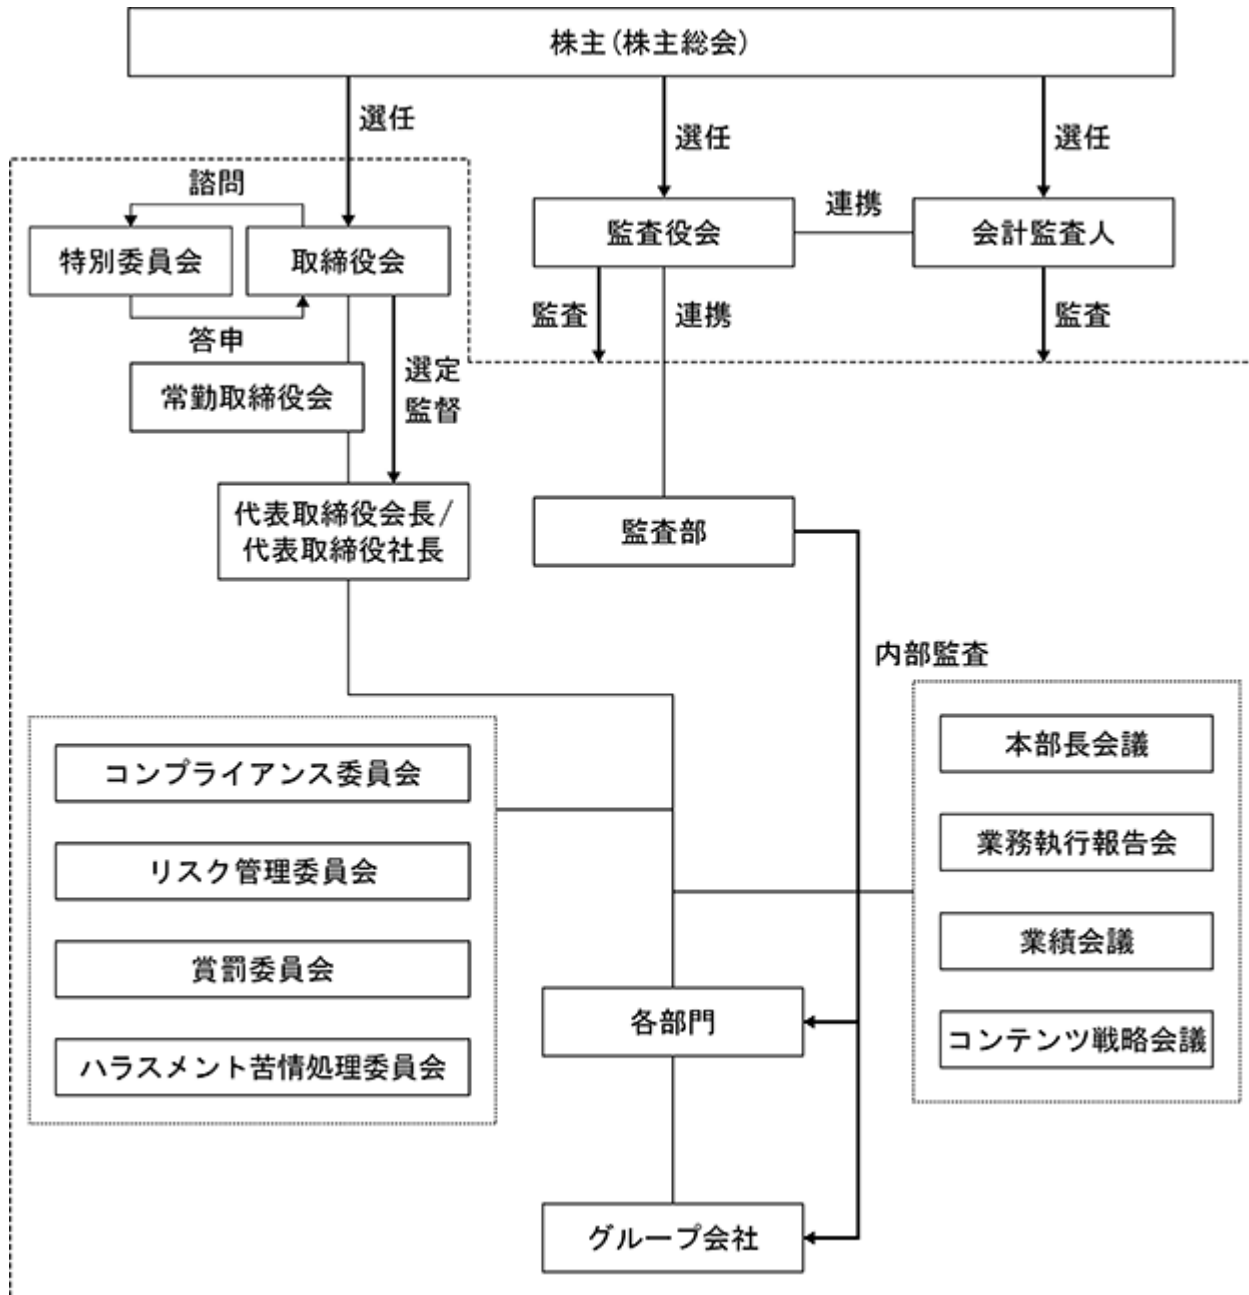 株主(株主総会)
選任
選任
選任
諮問
連携
特別委員会
取締役会
監査役会
会計監査人
答申
監査
連携
監査
常勤取締役会
選定
監督
代表取締役会長/
代表取締役社長
監査部
内部監査
コンプライアンス委員会
リスク管理委員会
賞罰委員会
ハラスメント苦情処理委員会
本部長会議
業務執行報告会
業績会議
コンテンツ戦略会議
各部門
グループ会社